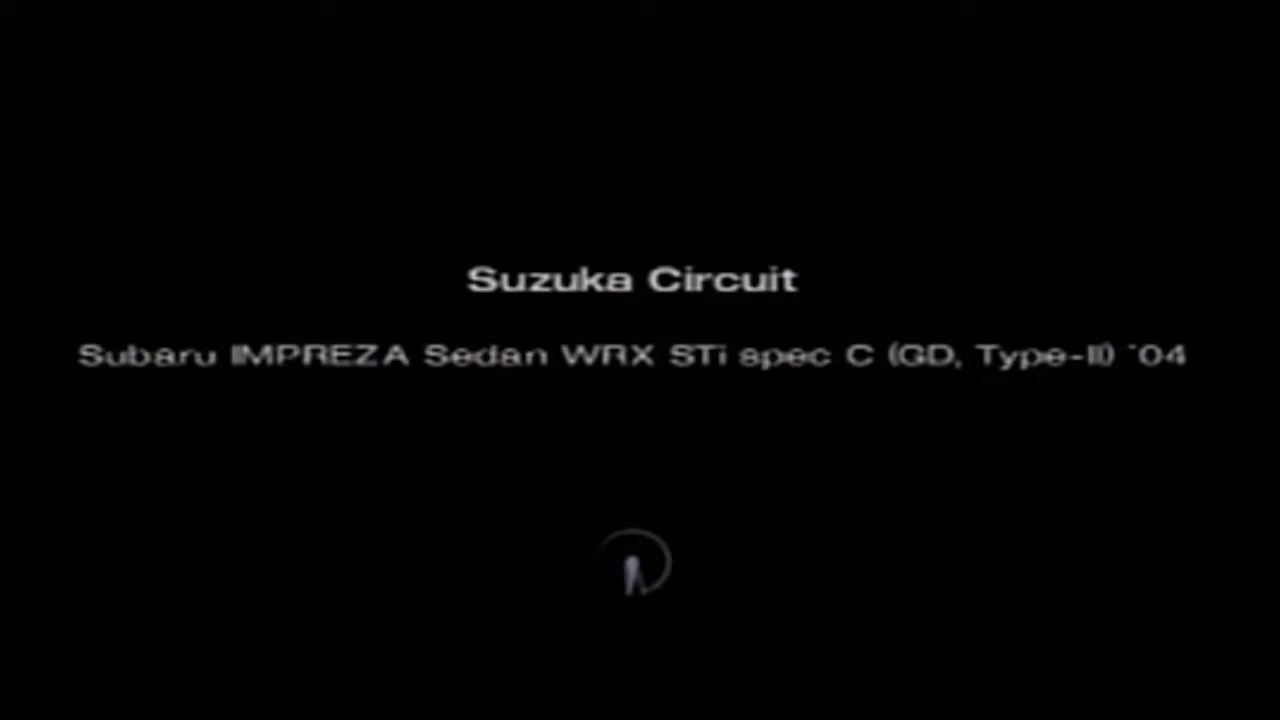 Suzuka Circuit
Subaru IMPREZA Sedan WRX STi spec C (GD, Type-II) `04